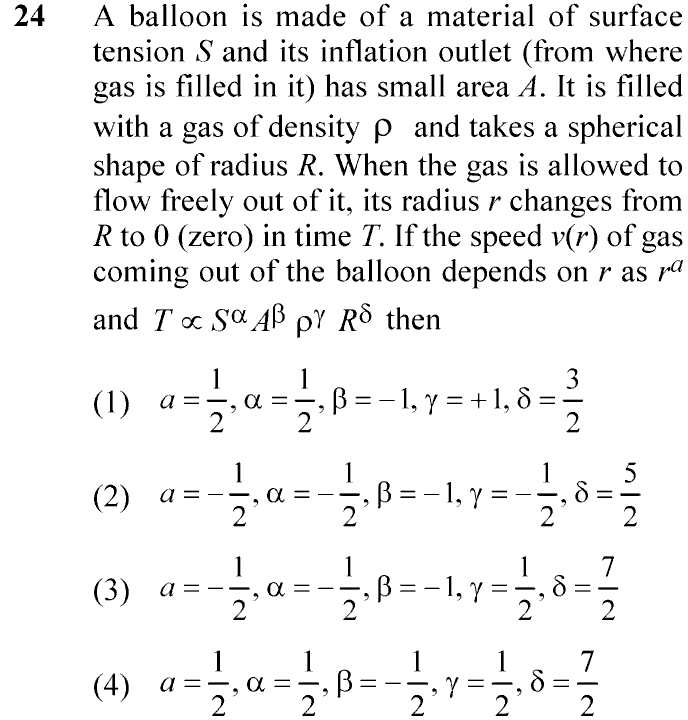 24 A balloon is made of a material of surface
tension S and its inflation outlet (from where
gas is filled in it) has small area A. It is filled
with a gas of density ρ and takes a spherical
shape of radius R. When the gas is allowed to
flow freely out of it, its radius r changes from
R to 0 (zero) in time T. If the speed v(r) of gas
coming out of the balloon depends on r as r^a
and T ∝ S^α A^β ρ^γ R^δ then
(1) a = 1/2, α = 1/2, β = −1, γ = +1, δ = 3/2
(2) a = −1/2, α = −1/2, β = −1, γ = −1/2, δ = 5/2
(3) a = −1/2, α = −1/2, β = −1, γ = 1/2, δ = 7/2
(4) a = 1/2, α = 1/2, β = −1/2, γ = 1/2, δ = 7/2